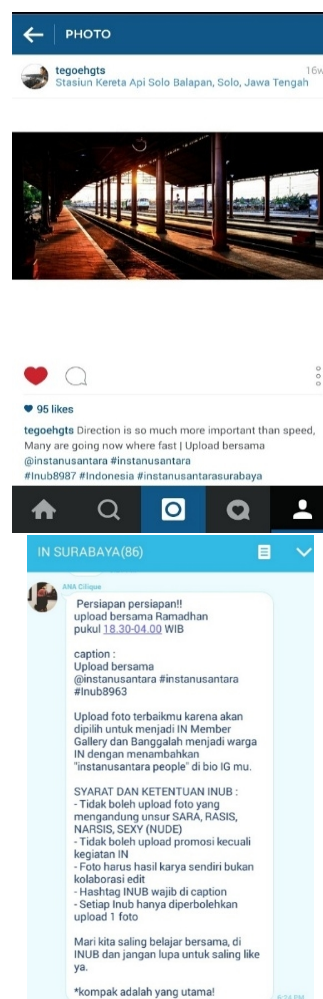 PHOTO
tegoehgts 16w
Stasiun Kereta Api Solo Balapan, Solo, Jawa Tengah
95 likes
tegoehgts Direction is so much more important than speed,
Many are going now where fast | Upload bersama
@instanusantara #instanusantara
#Inub8987 #Indonesia #instanusantarasurabaya
IN SURABAYA(86)
ANA Cilique
Persiapan persiapan!!
upload bersama Ramadhan
pukul 18.30-04.00 WIB
caption :
Upload bersama
@instanusantara #instanusantara
#Inub8963
Upload foto terbaikmu karena akan
dipilih untuk menjadi IN Member
Gallery dan Banggalah menjadi warga
IN dengan menambahkan
"instanusantara people" di bio IG mu.
SYARAT DAN KETENTUAN INUB :
- Tidak boleh upload foto yang
mengandung unsur SARA, RASIS,
NARSIS, SEXY (NUDE)
- Tidak boleh upload promosi kecuali
kegiatan IN
- Foto harus hasil karya sendiri bukan
kolaborasi edit
- Hashtag INUB wajib di caption
- Setiap Inub hanya diperbolehkan
upload 1 foto
Mari kita saling belajar bersama, di
INUB dan jangan lupa untuk saling like
ya.
*kompak adalah yang utama!
6:24 PM